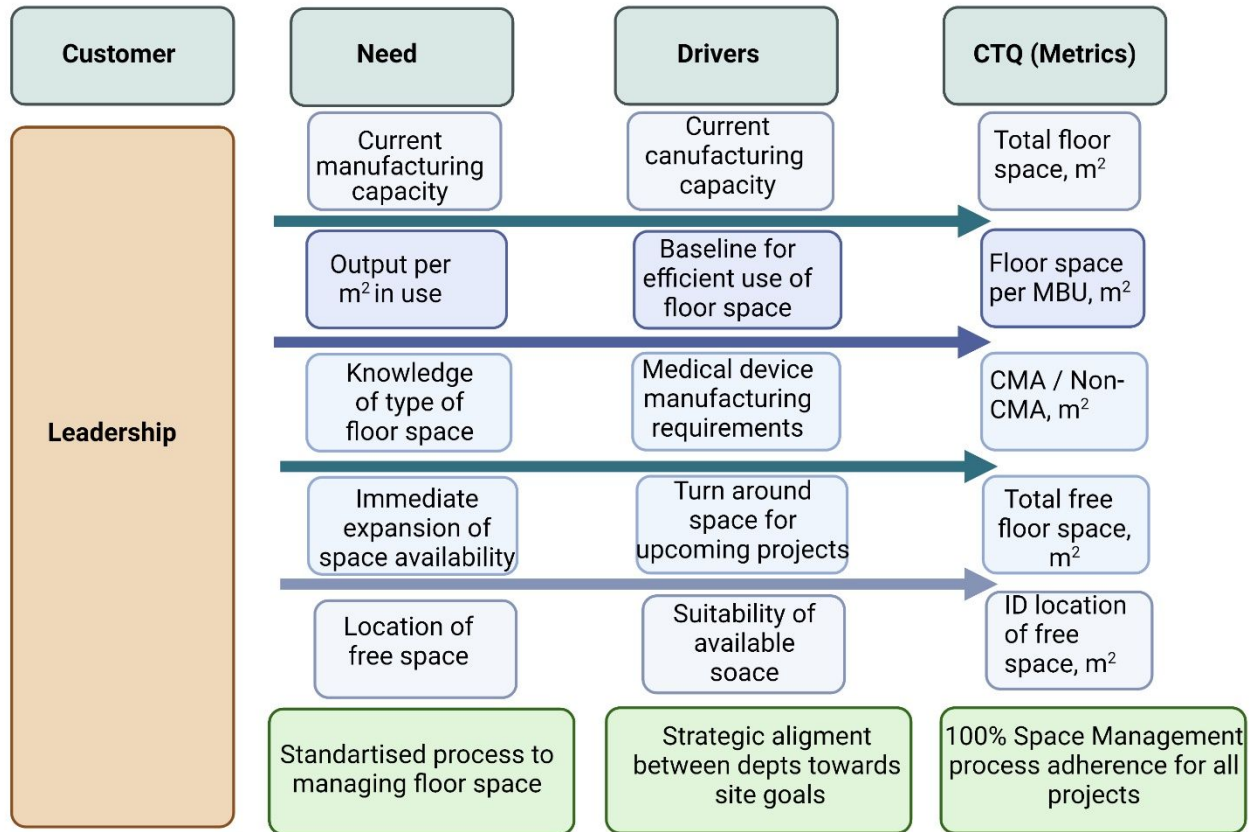 Customer
Need
Drivers
CTQ (Metrics)
Leadership
Current
manufacturing
capacity
Current
canufacturing
capacity
Total floor
space, m²
Output per
m² in use
Baseline for
efficient use of
floor space
Floor space
per MBU, m²
Knowledge
of type of
floor space
Medical device
manufacturing
requirements
CMA / Non-
CMA, m²
Immediate
expansion of
space availability
Turn around
space for
upcoming projects
Total free
floor space,
m²
Location of
free space
Suitability of
available
soace
ID location
of free
space, m²
Standartised process to
managing floor space
Strategic aligment
between depts towards
site goals
100% Space Management
process adherence for all
projects